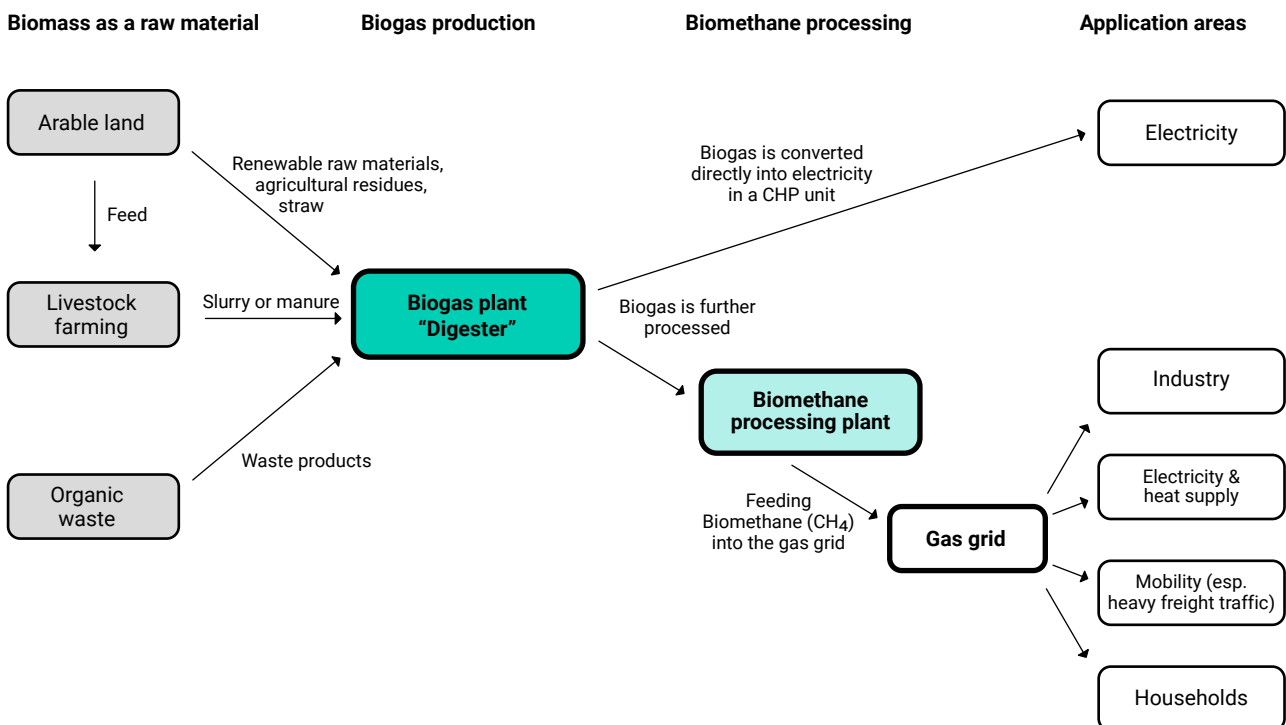 Biomass as a raw material
Biogas production
Biomethane processing
Application areas
Arable land
Feed
Livestock
farming
Organic
waste
Renewable raw materials,
agricultural residues,
straw
Slurry or manure
Waste products
Biogas plant
“Digester”
Biogas is converted
directly into electricity
in a CHP unit
Biogas is further
processed
Biomethane
processing plant
Feeding
Biomethane (CH₄)
into the gas grid
Gas grid
Electricity
Industry
Electricity &
heat supply
Mobility (esp.
heavy freight traffic)
Households